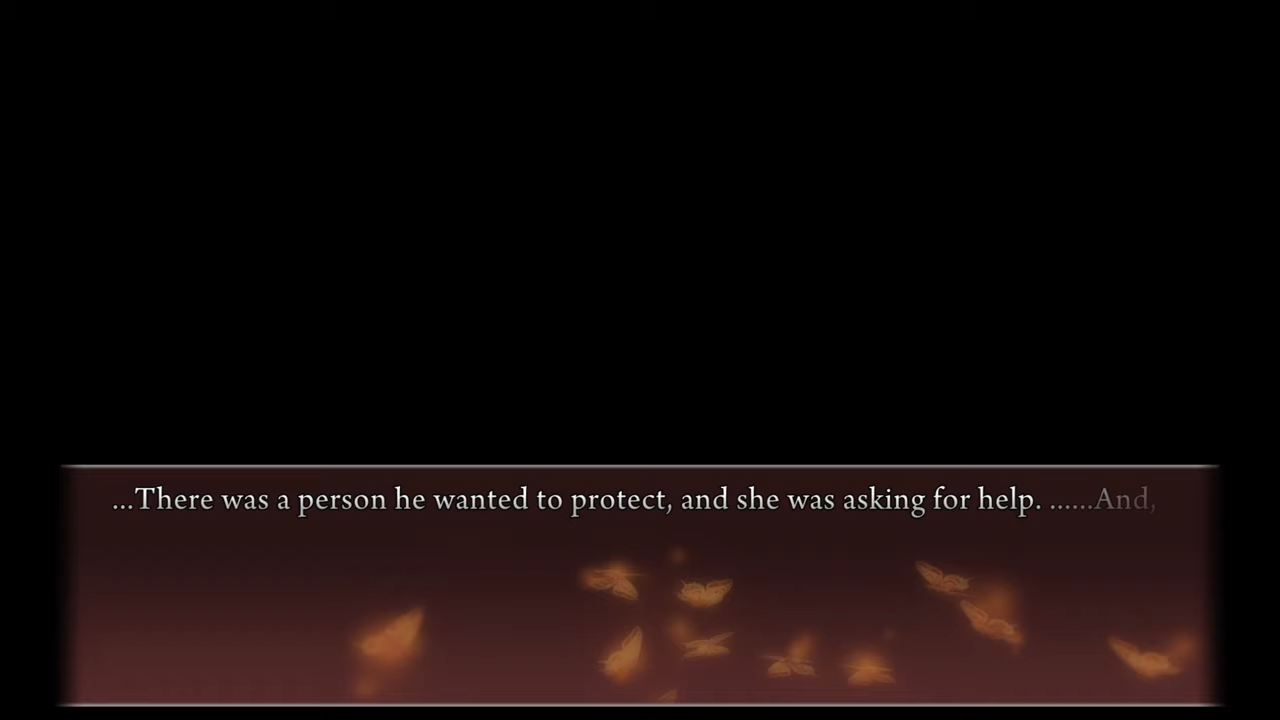 ...There was a person he wanted to protect, and she was asking for help. ......And,